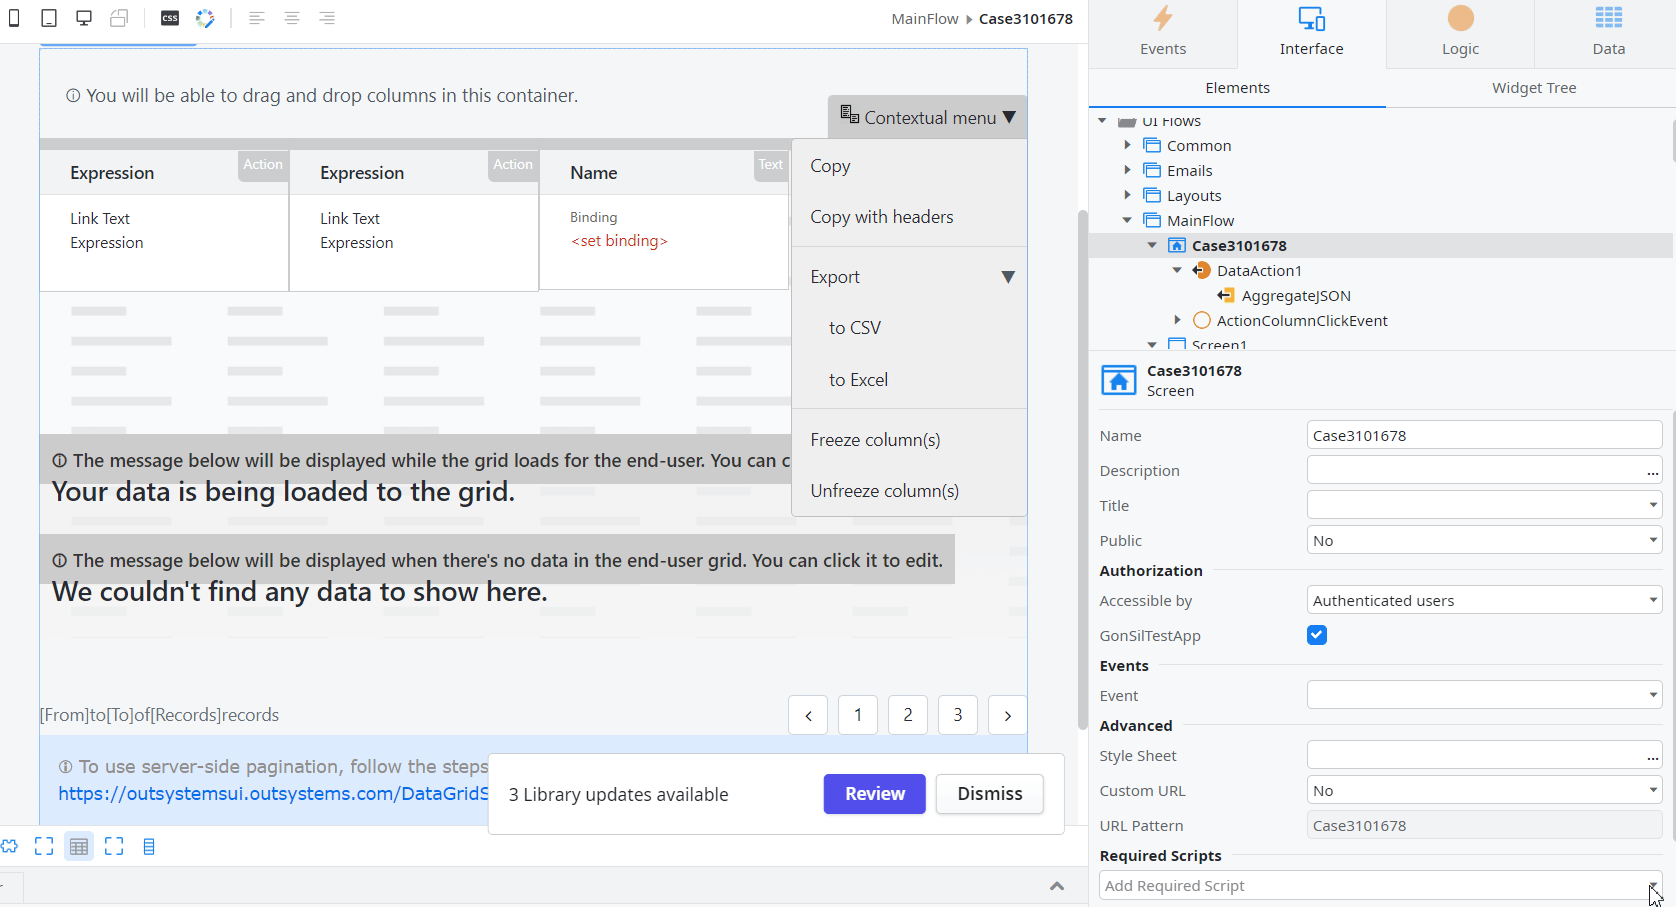 css
MainFlow ▸ Case3101678
Events
Interface
Logic
Data
Elements
Widget Tree
You will be able to drag and drop columns in this container.
Contextual menu ▼
Expression
Action
Expression
Action
Name
Text
Link Text
Expression
Link Text
Expression
Binding
<set binding>
Copy
Copy with headers
Export ▼
to CSV
to Excel
Freeze column(s)
Unfreeze column(s)
The message below will be displayed while the grid loads for the end-user. You can c
Your data is being loaded to the grid.
The message below will be displayed when there's no data in the end-user grid. You can click it to edit.
We couldn't find any data to show here.
[From]to[To]of[Records]records
< 1 2 3 >
To use server-side pagination, follow the steps
https://outsystemsui.outsystems.com/DataGridS
3 Library updates available
Review
Dismiss
UI Flows
Common
Emails
Layouts
MainFlow
Case3101678
DataAction1
AggregateJSON
ActionColumnClickEvent
Screen1
Case3101678
Screen
Name
Case3101678
Description
...
Title
Public
No
Authorization
Accessible by
Authenticated users
GonSilTestApp
Events
Event
Advanced
Style Sheet
...
Custom URL
No
URL Pattern
Case3101678
Required Scripts
Add Required Script